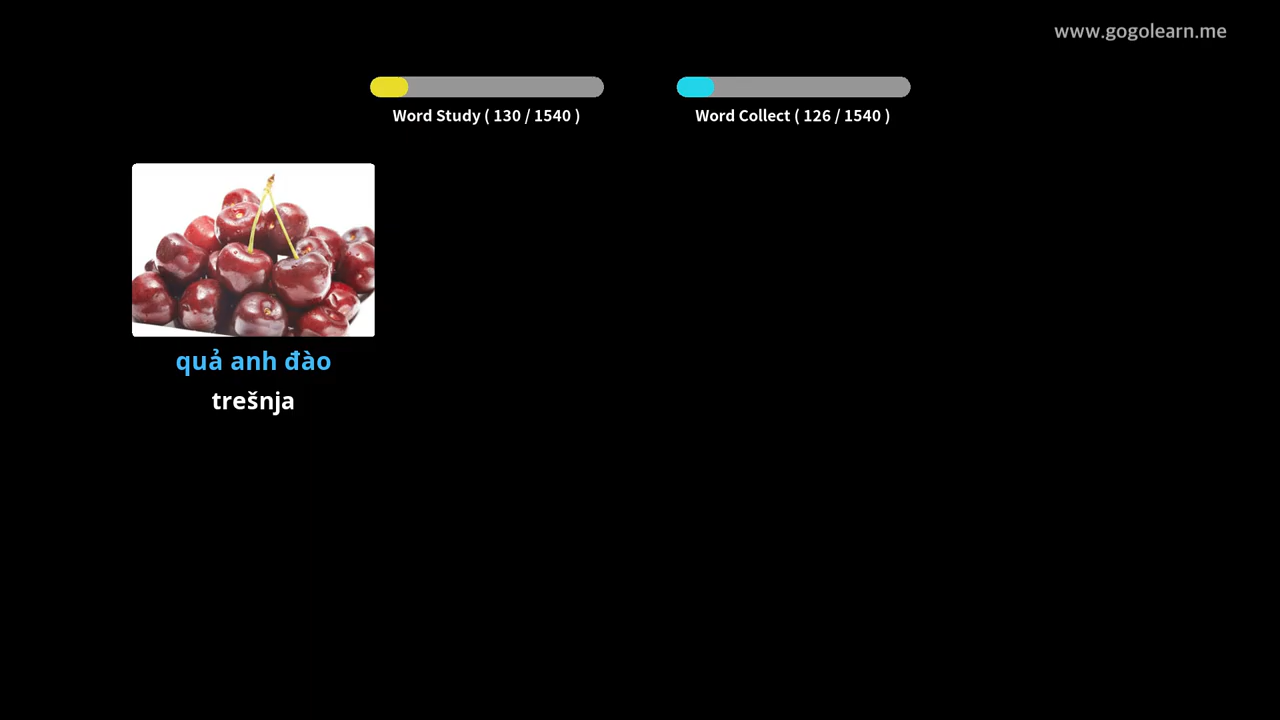 www.gogolearn.me
Word Study ( 130 / 1540 )
Word Collect ( 126 / 1540 )
quả anh đào
trešnja